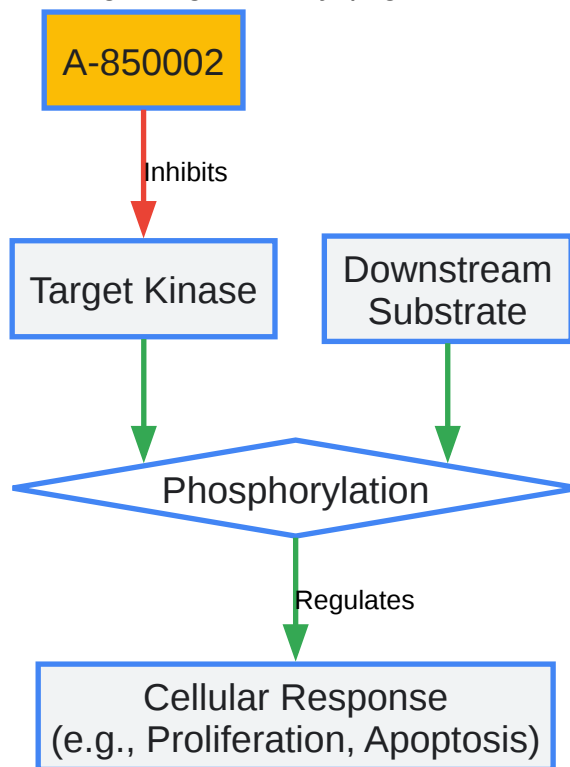 A-850002
Inhibits
Target Kinase
Downstream
Substrate
Phosphorylation
Regulates
Cellular Response
(e.g., Proliferation, Apoptosis)